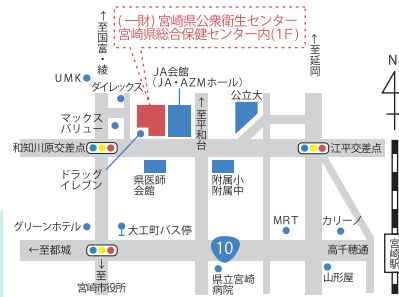 (一財)宮崎県公衆衛生センター
宮崎県総合保健センター内(1F)
↑至国富・綾
↑至延岡
UMK
JA会館
(JA・AZMホール)
ダイレックス
公立大
N
マックス
バリュー
↑至平和台
和知川原交差点
江平交差点
ドラッグ
イレブン
県医師
会館
附属小
附属中
グリーンホテル
大工町バス停
MRT
カリーノ
←至都城
10
高千穂通
宮崎駅
↓至
宮崎市役所
県立宮崎
病院
山形屋